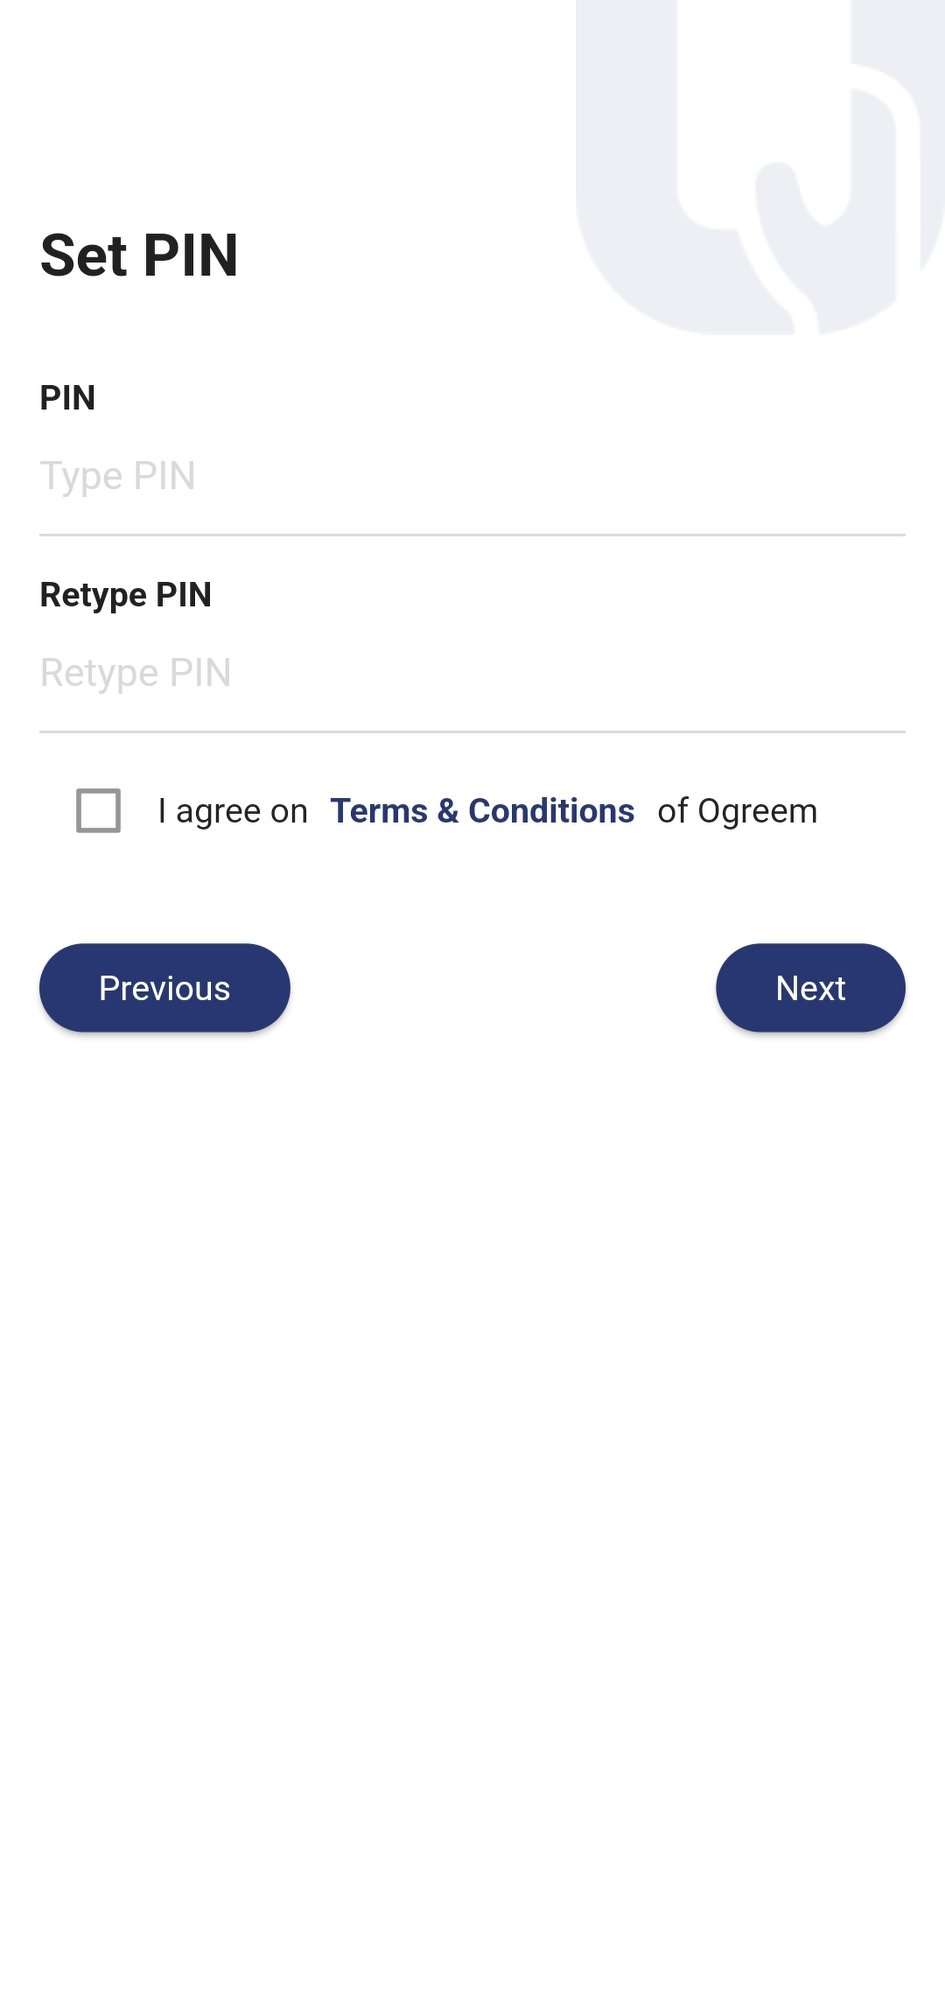 Set PIN
PIN
Type PIN
Retype PIN
Retype PIN
I agree on Terms & Conditions of Ogreem
Previous
Next